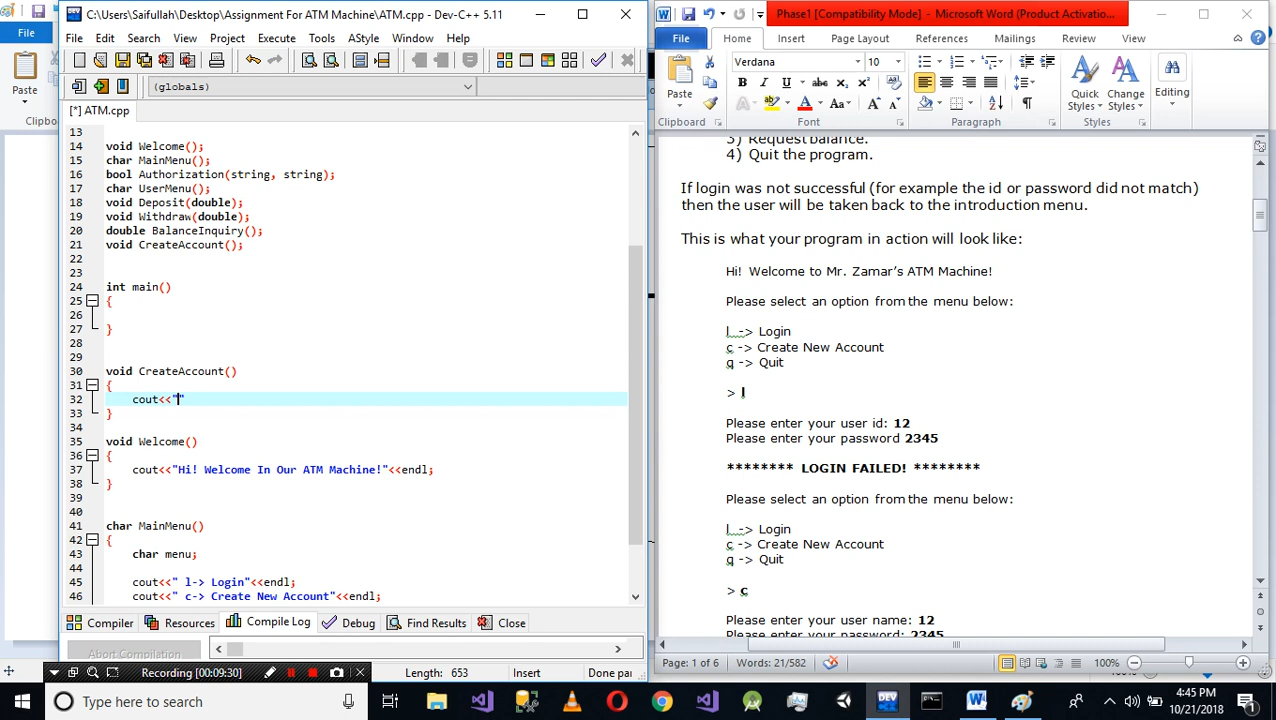 C:\Users\Saifullah\Desktop\Assignment For ATM Machine\ATM.cpp - Dev-C++ 5.11
File Edit Search View Project Execute Tools AStyle Window Help
(globals)
[*] ATM.cpp
13
14 void Welcome();
15 char MainMenu();
16 bool Authorization(string, string);
17 char UserMenu();
18 void Deposit(double);
19 void Withdraw(double);
20 double BalanceInquiry();
21 void CreateAccount();
22
23
24 int main()
25 {
26
27 }
28
29
30 void CreateAccount()
31 {
32 cout<<""
33 }
34
35 void Welcome()
36 {
37 cout<<"Hi! Welcome In Our ATM Machine!"<<endl;
38 }
39
40
41 char MainMenu()
42 {
43 char menu;
44
45 cout<<" l-> Login"<<endl;
46 cout<<" c-> Create New Account"<<endl;
Compiler Resources Compile Log Debug Find Results Close
Abort Compilation
Recording [00:09:30]
Length: 653 Insert Done pa
File
Paste
Clipb
Phase1 [Compatibility Mode] - Microsoft Word (Product Activatio...
File Home Insert Page Layout References Mailings Review View
Paste
Verdana 10
Quick Styles
Change Styles
Editing
Clipboard Font Paragraph Styles
3) Request balance.
4) Quit the program.
If login was not successful (for example the id or password did not match)
then the user will be taken back to the introduction menu.
This is what your program in action will look like:
Hi! Welcome to Mr. Zamar’s ATM Machine!
Please select an option from the menu below:
l -> Login
c -> Create New Account
q -> Quit
> l
Please enter your user id: 12
Please enter your password 2345
******** LOGIN FAILED! ********
Please select an option from the menu below:
l -> Login
c -> Create New Account
q -> Quit
> c
Please enter your user name: 12
Please enter your password: 2345
Page: 1 of 6 Words: 21/582 100%
Type here to search
4:45 PM
10/21/2018